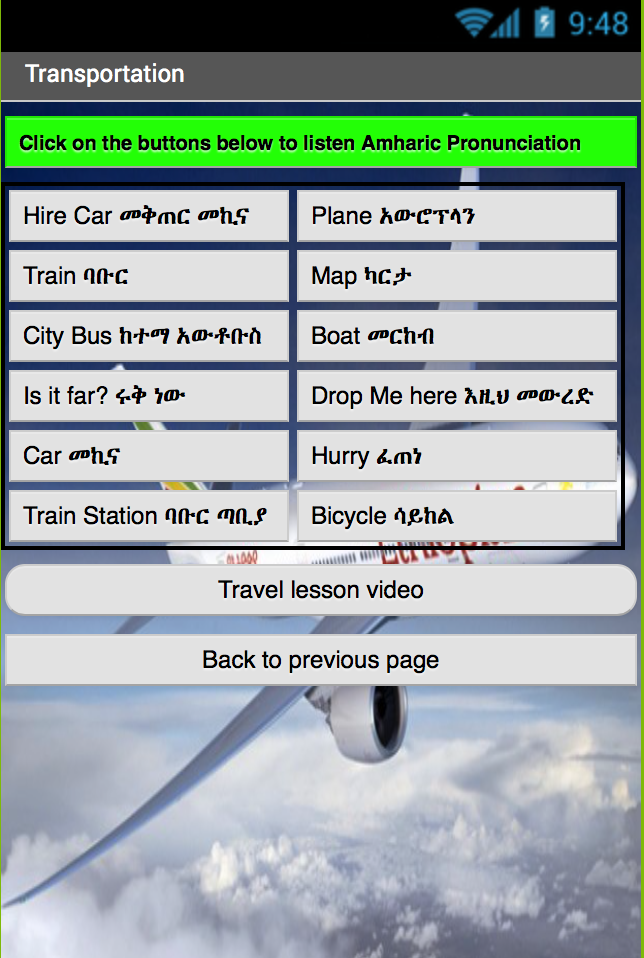 9:48
Transportation
Click on the buttons below to listen Amharic Pronunciation
Hire Car መቅጠር መኪና
Plane አውሮፕላን
Train ባቡር
Map ካርታ
City Bus ከተማ አውቶቡስ
Boat መርከብ
Is it far? ሩቅ ነው
Drop Me here እዚህ መውረድ
Car መኪና
Hurry ፈጠነ
Train Station ባቡር ጣቢያ
Bicycle ሳይክል
Travel lesson video
Back to previous page